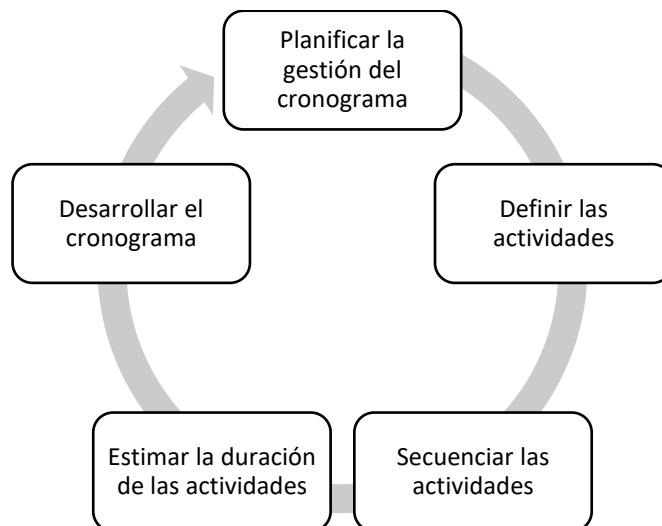 Planificar la
gestión del
cronograma
Definir las
actividades
Secuenciar las
actividades
Estimar la duración
de las actividades
Desarrollar el
cronograma